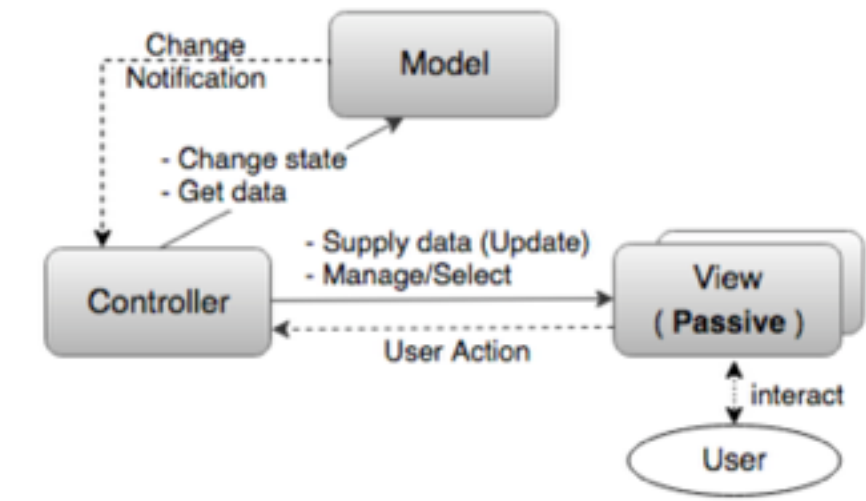 Change
Notification
Model
- Change state
- Get data
Controller
- Supply data (Update)
- Manage/Select
View
( Passive )
User Action
interact
User